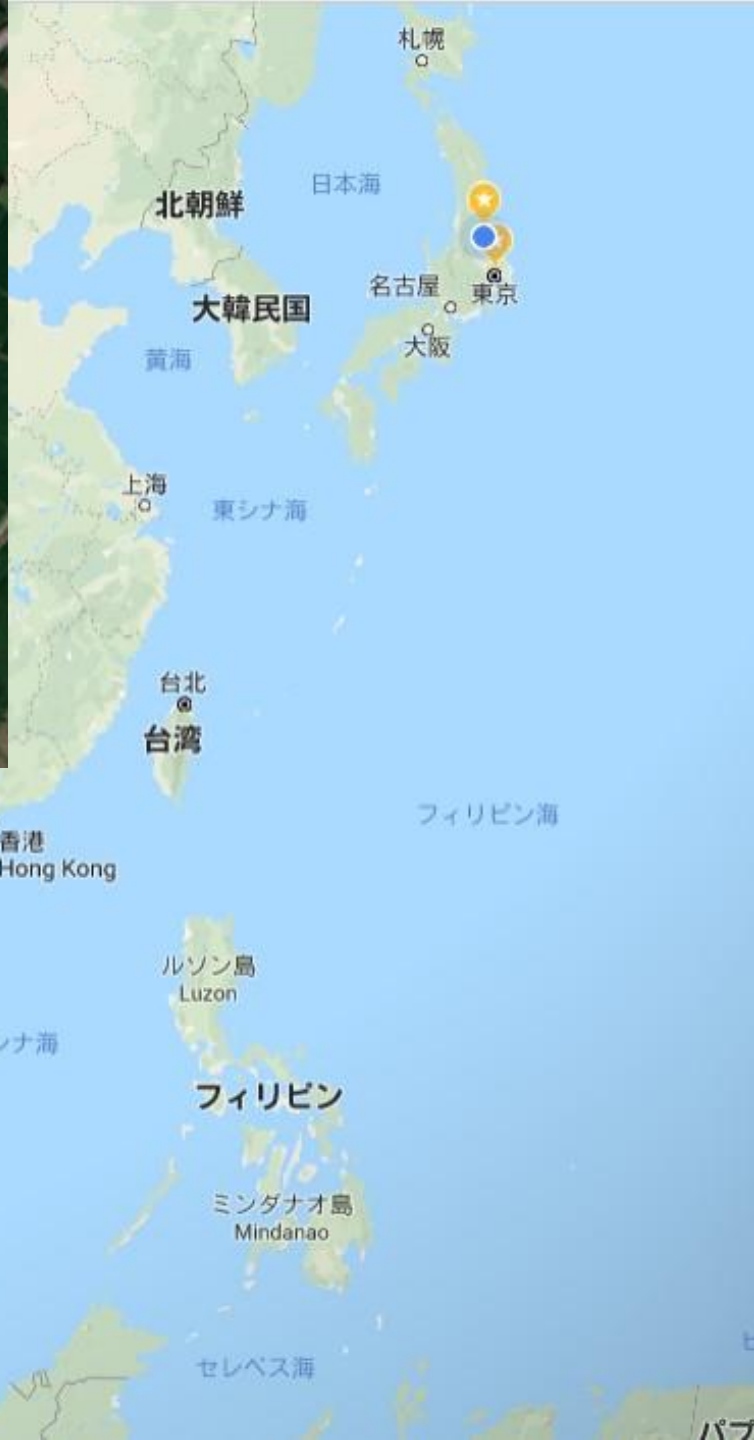 札幌
日本海
北朝鮮
名古屋
東京
大韓民国
大阪
黄海
上海
東シナ海
台北
台湾
フィリピン海
香港
Hong Kong
ルソン島
Luzon
シナ海
フィリピン
ミンダナオ島
Mindanao
セレベス海
パプ